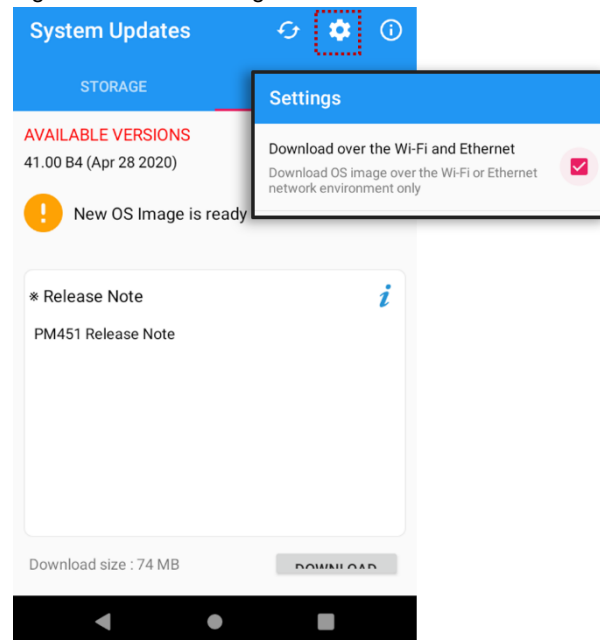 System Updates
STORAGE
Settings
AVAILABLE VERSIONS
41.00 B4 (Apr 28 2020)
Download over the Wi-Fi and Ethernet
Download OS image over the Wi-Fi or Ethernet
network environment only
New OS Image is ready
※ Release Note
PM451 Release Note
Download size : 74 MB
DOWNLOAD